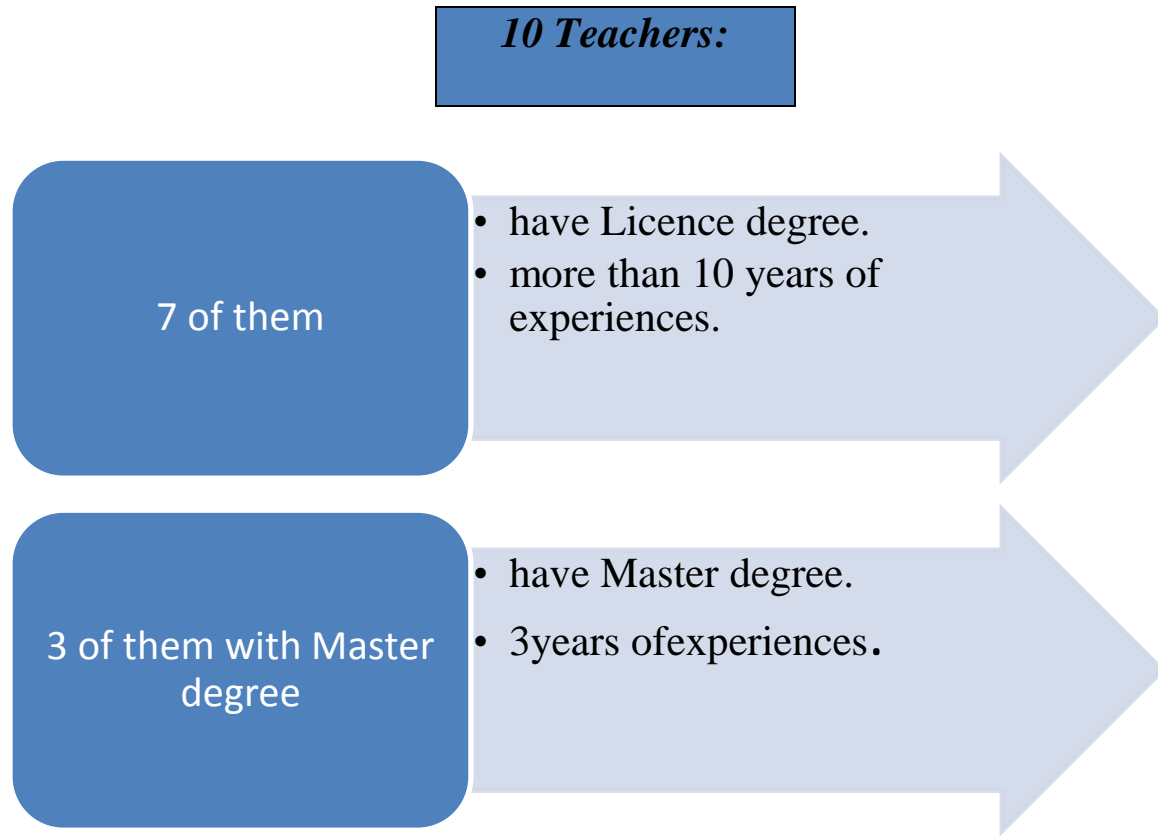 10 Teachers:
7 of them
• have Licence degree.
• more than 10 years of
experiences.
3 of them with Master
degree
• have Master degree.
• 3years ofexperiences.